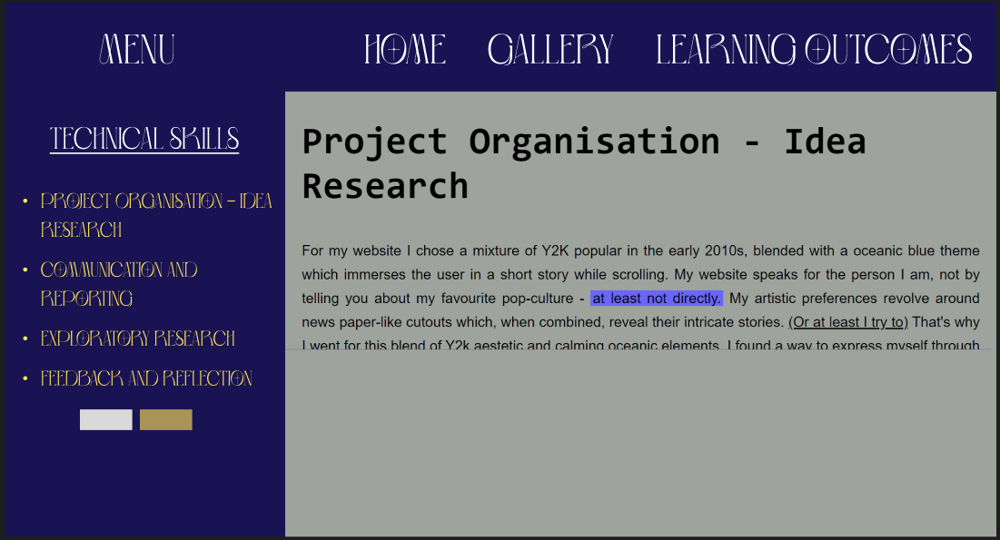 MENU
HOME GALLERY LEARNING OUTCOMES
TECHNICAL SKILLS
• PROJECT ORGANISATION – IDEA
RESEARCH
• COMMUNICATION AND
REPORTING
• EXPLORATORY RESEARCH
• FEEDBACK AND REFLECTION
Project Organisation - Idea
Research
For my website I chose a mixture of Y2K popular in the early 2010s, blended with a oceanic blue theme
which immerses the user in a short story while scrolling. My website speaks for the person I am, not by
telling you about my favourite pop-culture - at least not directly. My artistic preferences revolve around
news paper-like cutouts which, when combined, reveal their intricate stories. (Or at least I try to) That's why
I went for this blend of Y2k aestetic and calming oceanic elements. I found a way to express myself through